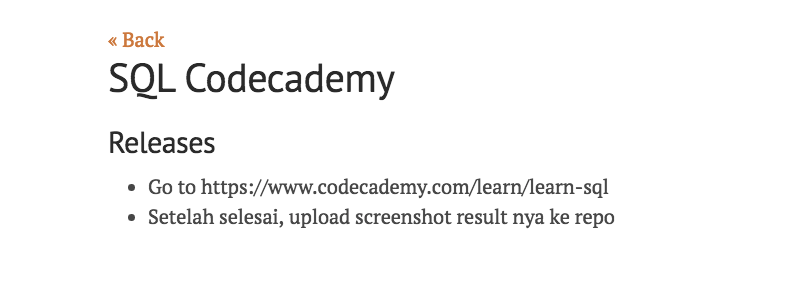 « Back
SQL Codecademy
Releases
• Go to https://www.codecademy.com/learn/learn-sql
• Setelah selesai, upload screenshot result nya ke repo